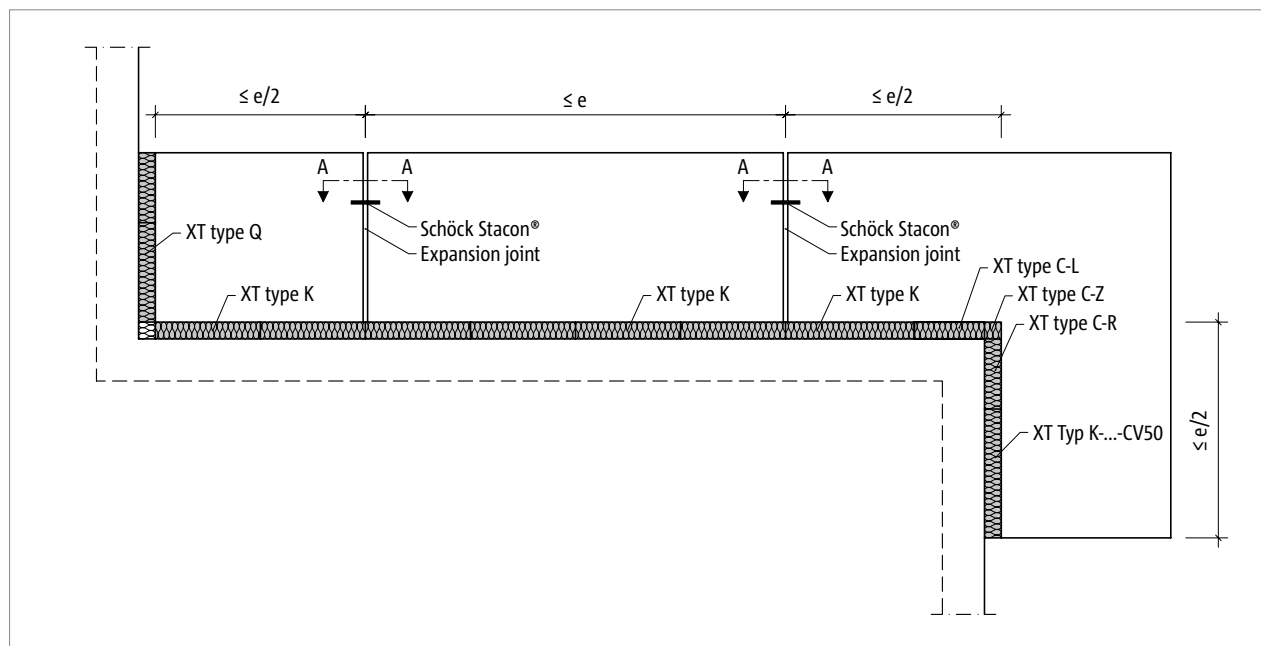 ≤ e/2
≤ e
≤ e/2
A
A
A
A
Schöck Stacon®
Expansion joint
Schöck Stacon®
Expansion joint
XT type Q
XT type K
XT type K
XT type K
XT type C-L
XT type C-Z
XT type C-R
XT Typ K-...-CV50
≤ e/2